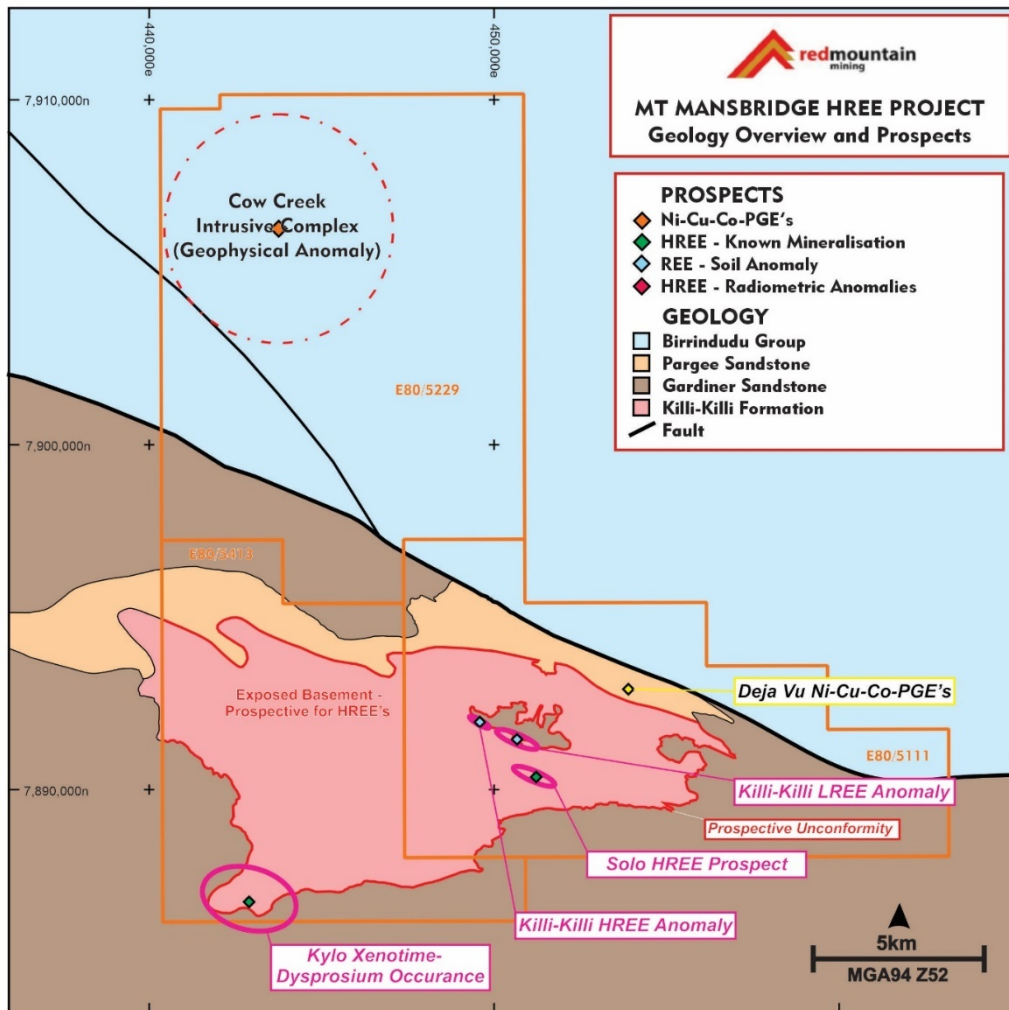 440,000e
450,000e
7,910,000n
7,900,000n
7,890,000n
redmountain
mining
MT MANSBRIDGE HREE PROJECT
Geology Overview and Prospects
PROSPECTS
Ni-Cu-Co-PGE's
HREE - Known Mineralisation
REE - Soil Anomaly
HREE - Radiometric Anomalies
GEOLOGY
Birrindudu Group
Pargee Sandstone
Gardiner Sandstone
Killi-Killi Formation
Fault
Cow Creek
Intrusive Complex
(Geophysical Anomaly)
E80/5229
E80/5413
Exposed Basement -
Prospective for HREE's
Deja Vu Ni-Cu-Co-PGE's
E80/5111
Killi-Killi LREE Anomaly
Prospective Unconformity
Solo HREE Prospect
Killi-Killi HREE Anomaly
Kylo Xenotime-
Dysprosium Occurance
5km
MGA94 Z52